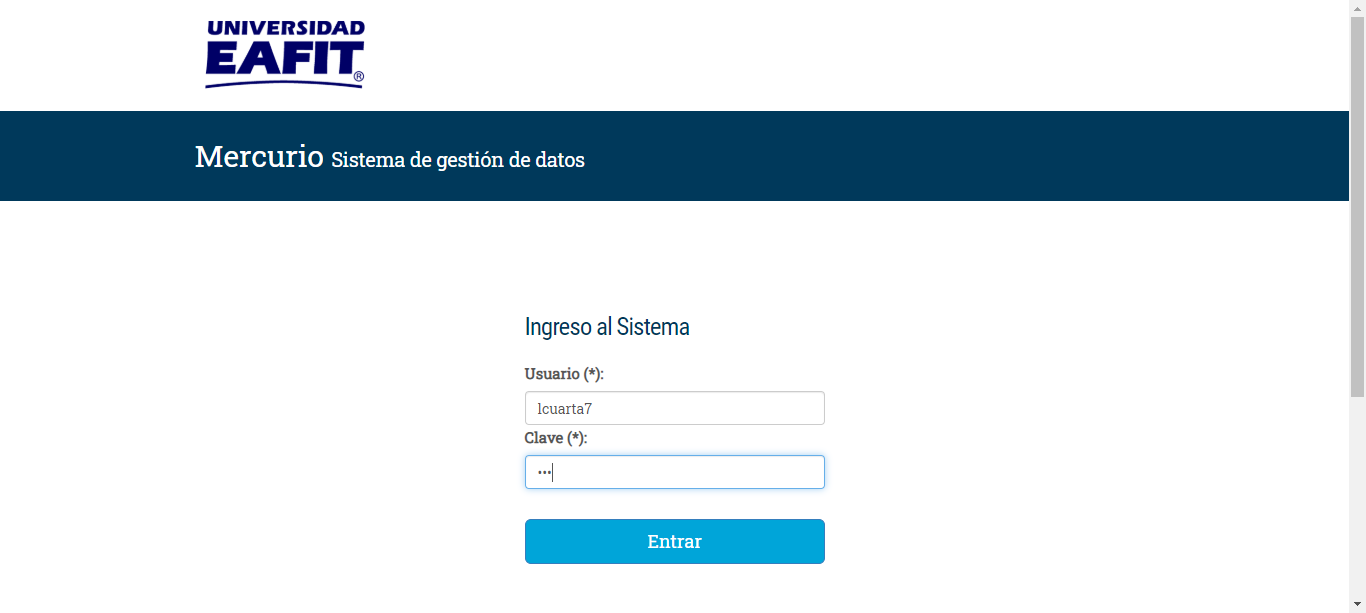 UNIVERSIDAD
EAFIT®
Mercurio Sistema de gestión de datos
Ingreso al Sistema
Usuario (*):
lcuarta7
Clave (*):
•••
Entrar